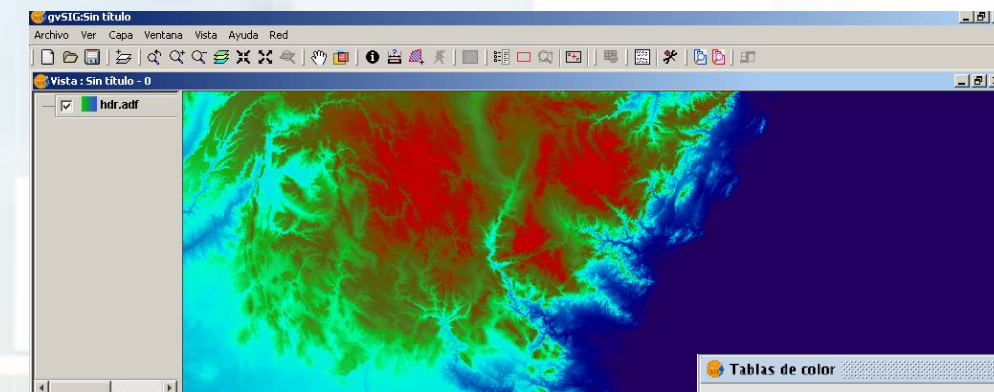 gvSIG:Sin título
Archivo Ver Capa Ventana Vista Ayuda Red
Vista : Sin título - 0
hdr.adf
Tablas de color